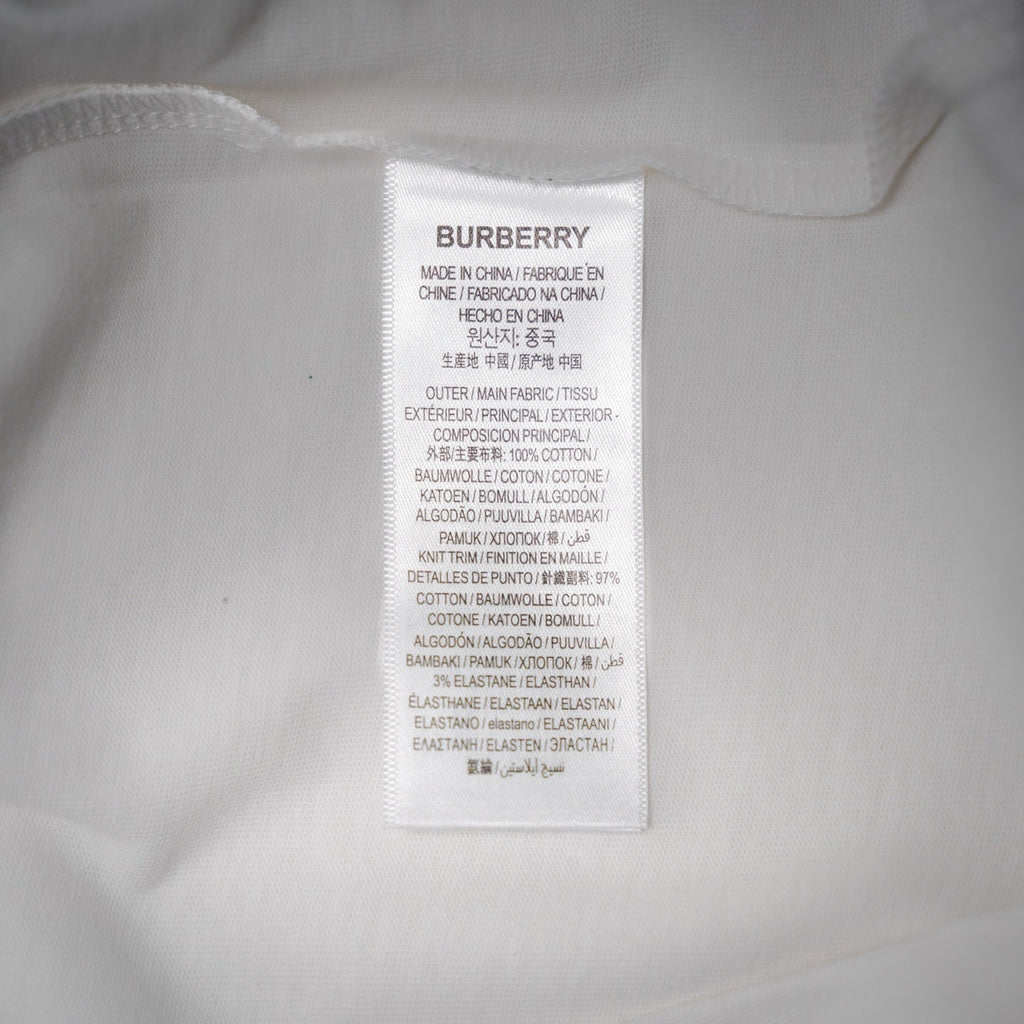 BURBERRY
MADE IN CHINA / FABRIQUE EN
CHINE / FABRICADO NA CHINA /
HECHO EN CHINA
원산지: 중국
生産地 中國 / 原产地 中国
OUTER / MAIN FABRIC / TISSU
EXTÉRIEUR / PRINCIPAL / EXTERIOR -
COMPOSICION PRINCIPAL /
外部/主要布料: 100% COTTON /
BAUMWOLLE / COTON / COTONE /
KATOEN / BOMULL / ALGODÓN /
ALGODÃO / PUUVILLA / BAMBAKI /
PAMUK / ХЛОПОК / 棉 / قطن
KNIT TRIM / FINITION EN MAILLE /
DETALLES DE PUNTO / 針織副料: 97%
COTTON / BAUMWOLLE / COTON /
COTONE / KATOEN / BOMULL /
ALGODÓN / ALGODÃO / PUUVILLA /
BAMBAKI / PAMUK / ХЛОПОК / 棉 / قطن
3% ELASTANE / ELASTHAN /
ÉLASTHANE / ELASTAAN / ELASTAN /
ELASTANO / elastano / ELASTAANI /
ΕΛΑΣΤΑΝΗ / ELASTEN / ЭЛАСТАН /
氨綸 / نسيج إيلاستين